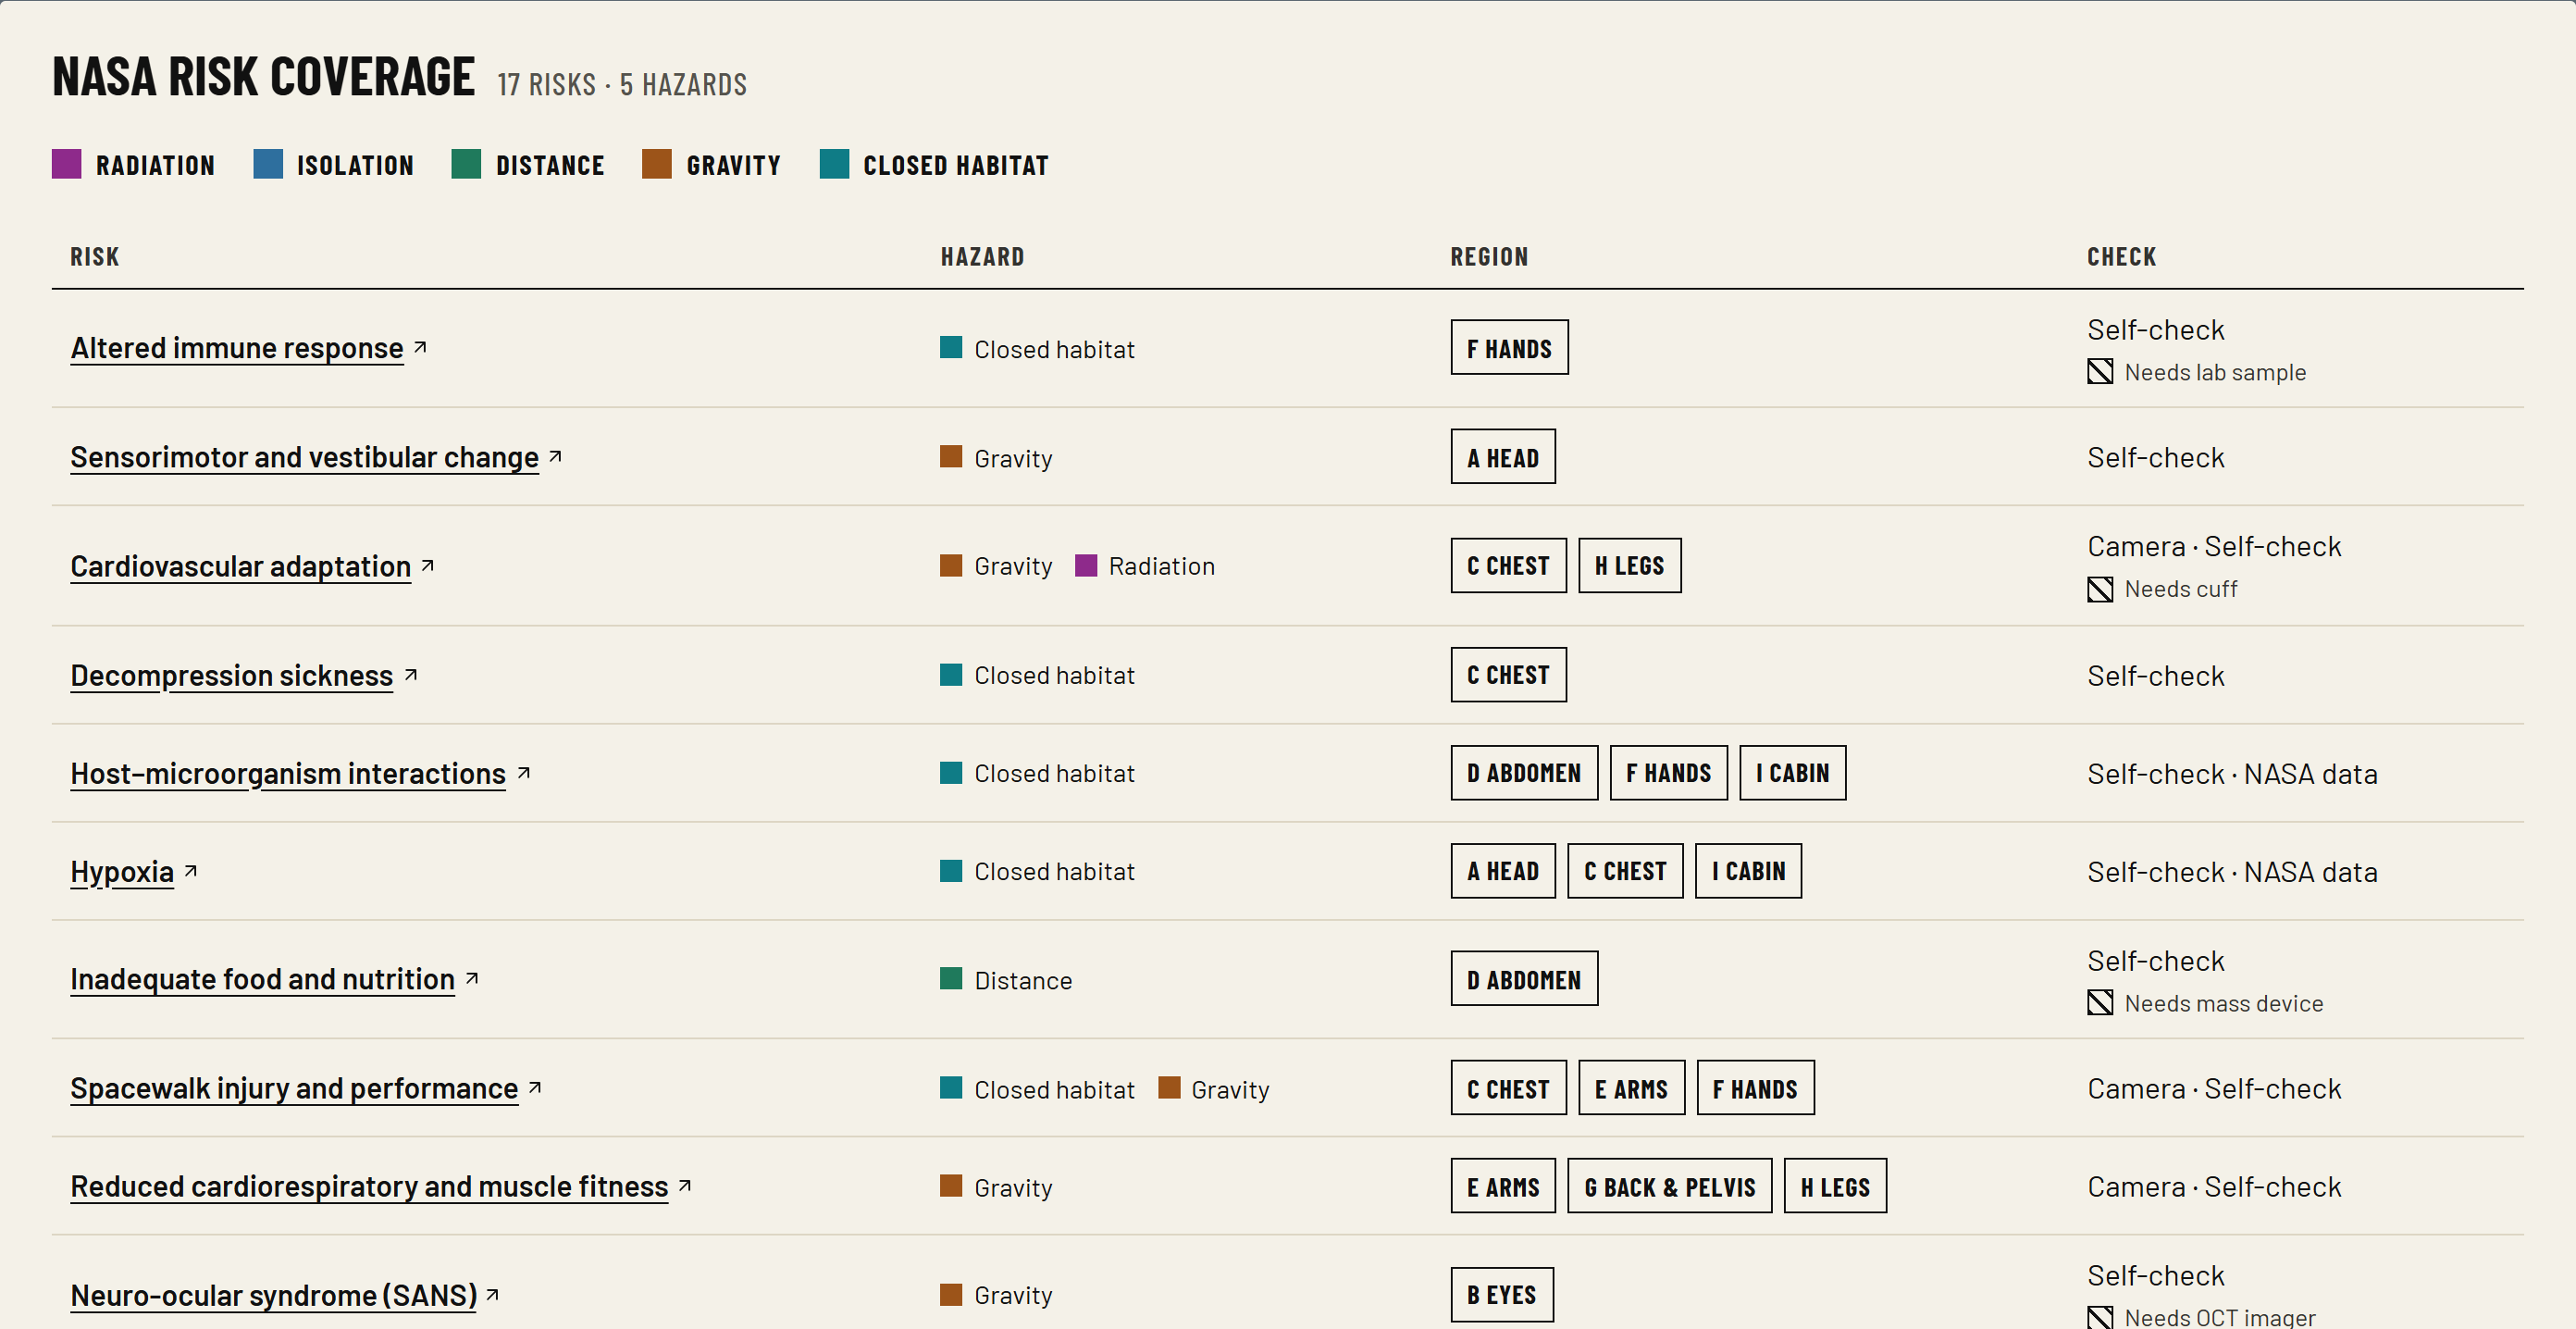 NASA RISK COVERAGE 17 RISKS · 5 HAZARDS
RADIATION ISOLATION DISTANCE GRAVITY CLOSED HABITAT
RISK HAZARD REGION CHECK
Altered immune response ↗ Closed habitat F HANDS Self-check
Needs lab sample
Sensorimotor and vestibular change ↗ Gravity A HEAD Self-check
Cardiovascular adaptation ↗ Gravity Radiation C CHEST H LEGS Camera · Self-check
Needs cuff
Decompression sickness ↗ Closed habitat C CHEST Self-check
Host–microorganism interactions ↗ Closed habitat D ABDOMEN F HANDS I CABIN Self-check · NASA data
Hypoxia ↗ Closed habitat A HEAD C CHEST I CABIN Self-check · NASA data
Inadequate food and nutrition ↗ Distance D ABDOMEN Self-check
Needs mass device
Spacewalk injury and performance ↗ Closed habitat Gravity C CHEST E ARMS F HANDS Camera · Self-check
Reduced cardiorespiratory and muscle fitness ↗ Gravity E ARMS G BACK & PELVIS H LEGS Camera · Self-check
Neuro-ocular syndrome (SANS) ↗ Gravity B EYES Self-check
Needs OCT imager